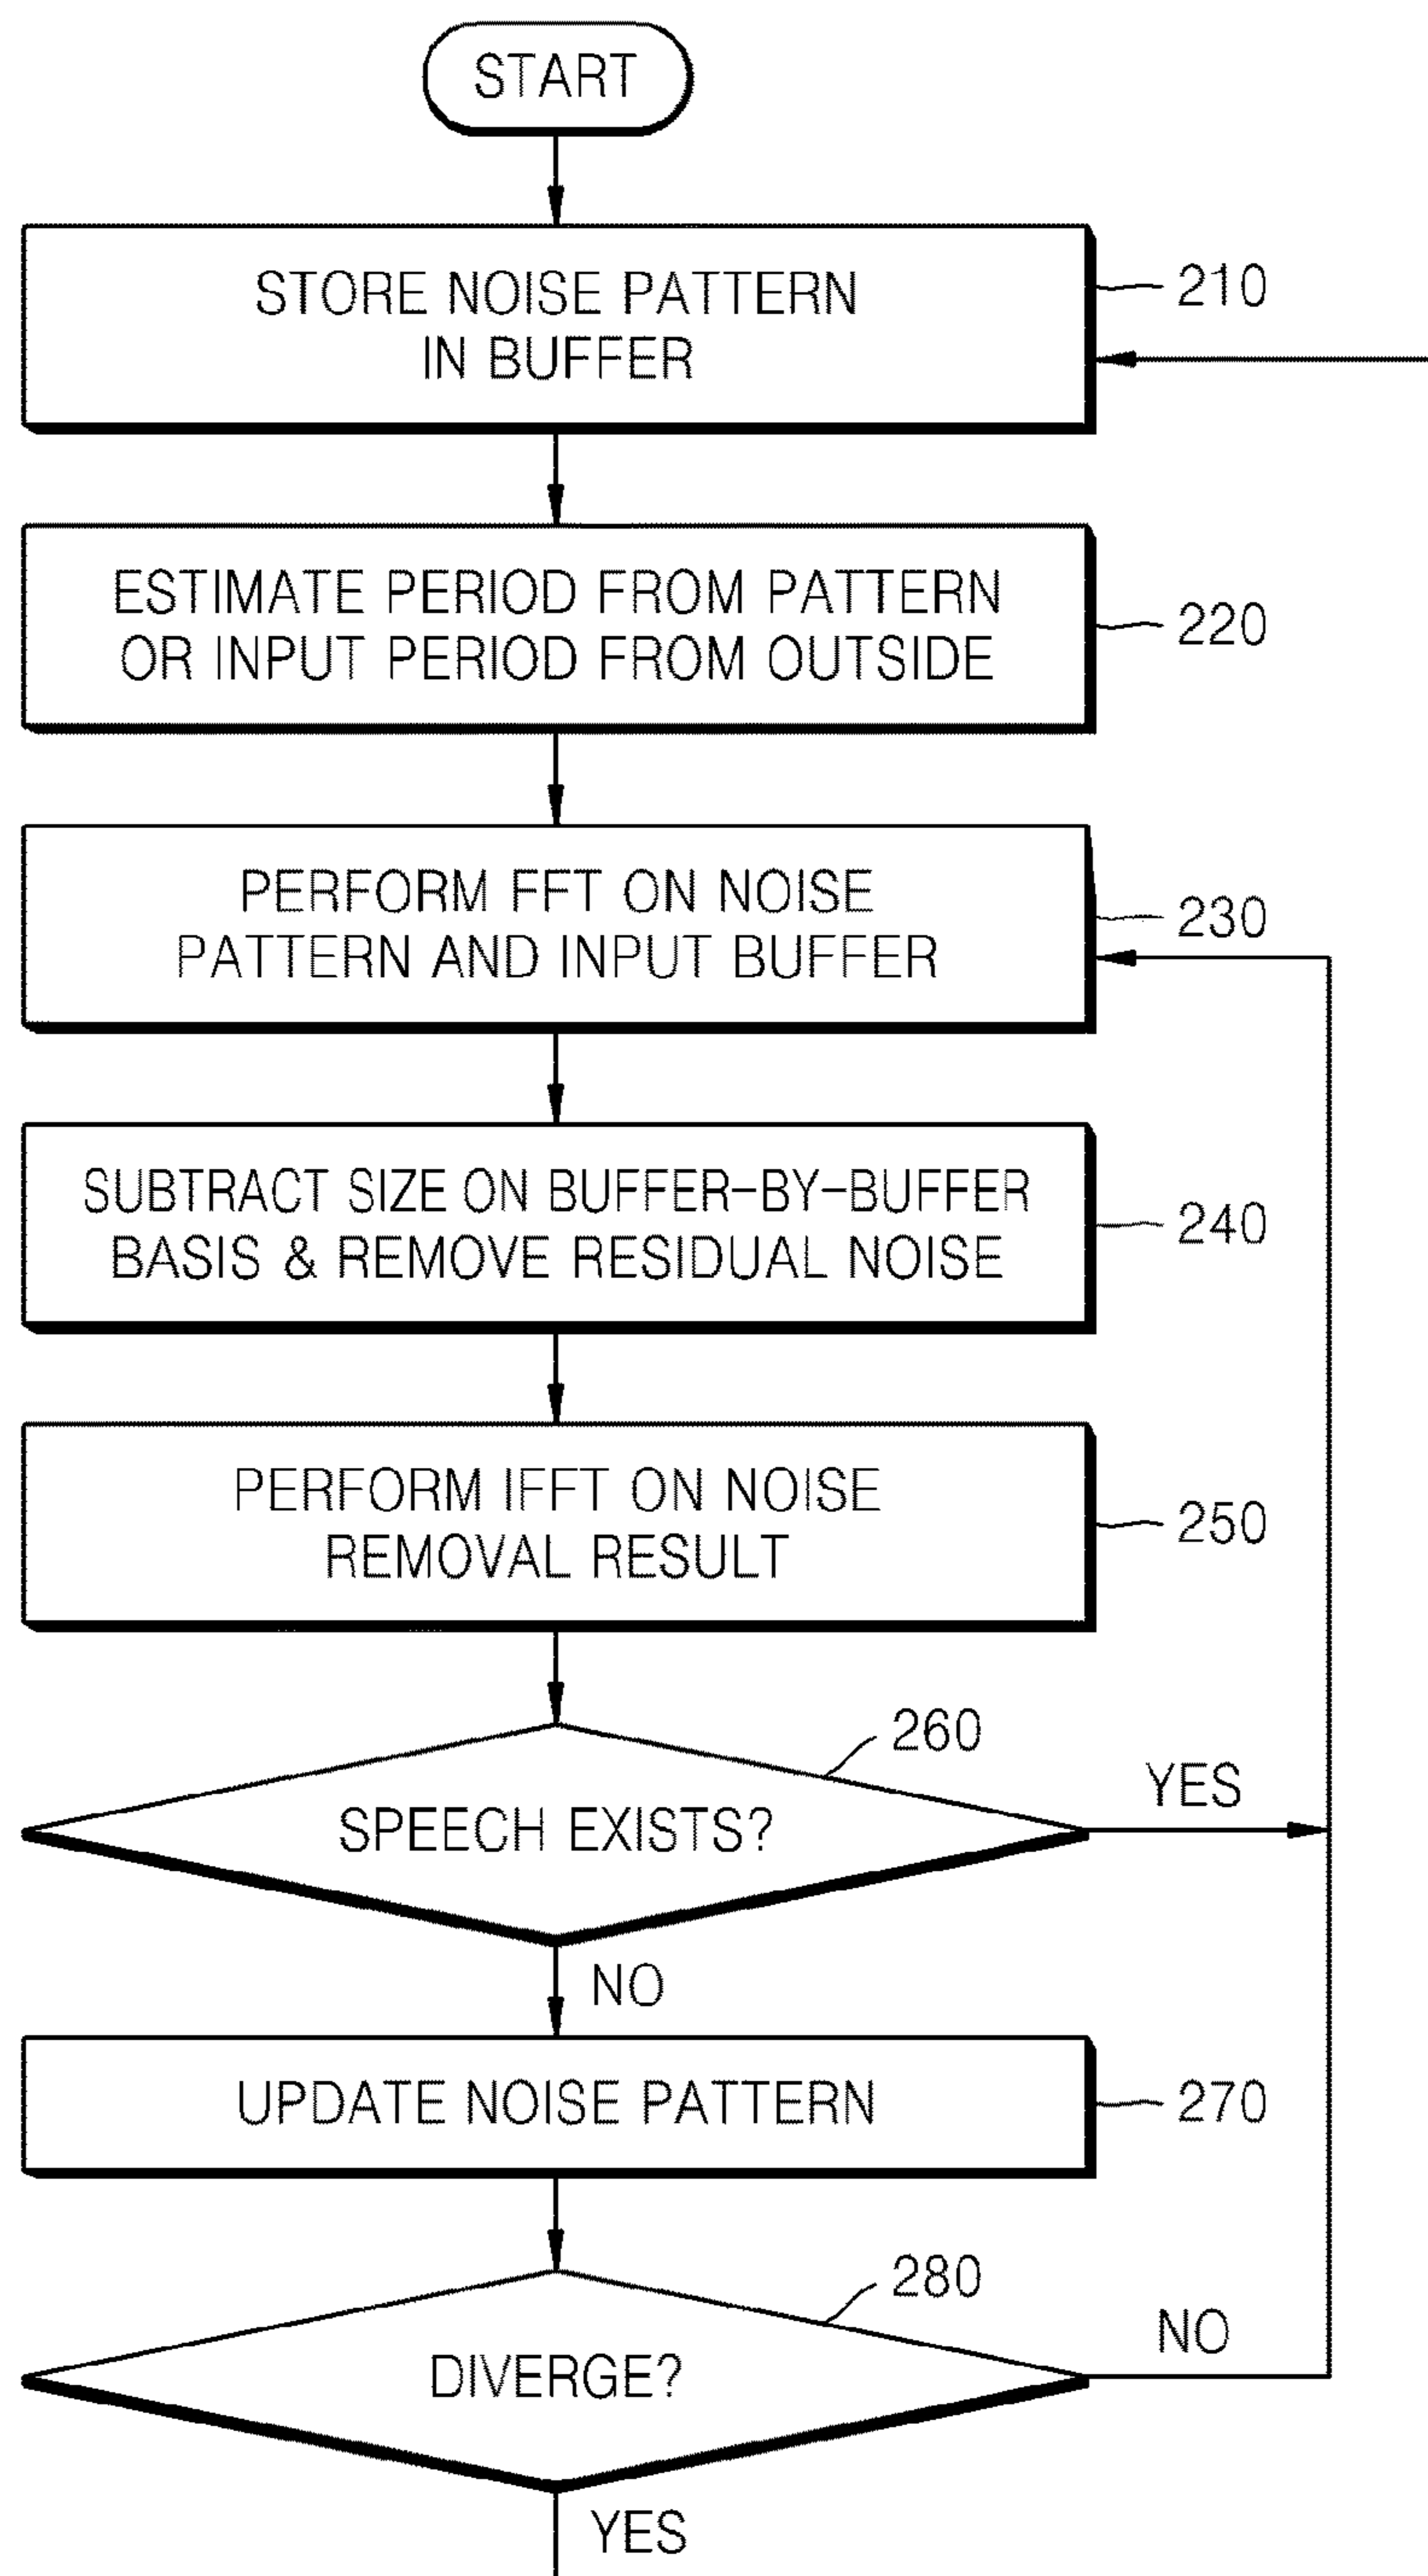 START
STORE NOISE PATTERN
IN BUFFER
210
ESTIMATE PERIOD FROM PATTERN
OR INPUT PERIOD FROM OUTSIDE
220
PERFORM FFT ON NOISE
PATTERN AND INPUT BUFFER
230
SUBTRACT SIZE ON BUFFER-BY-BUFFER
BASIS & REMOVE RESIDUAL NOISE
240
PERFORM IFFT ON NOISE
REMOVAL RESULT
250
260
SPEECH EXISTS?
YES
NO
UPDATE NOISE PATTERN
270
280
DIVERGE?
NO
YES